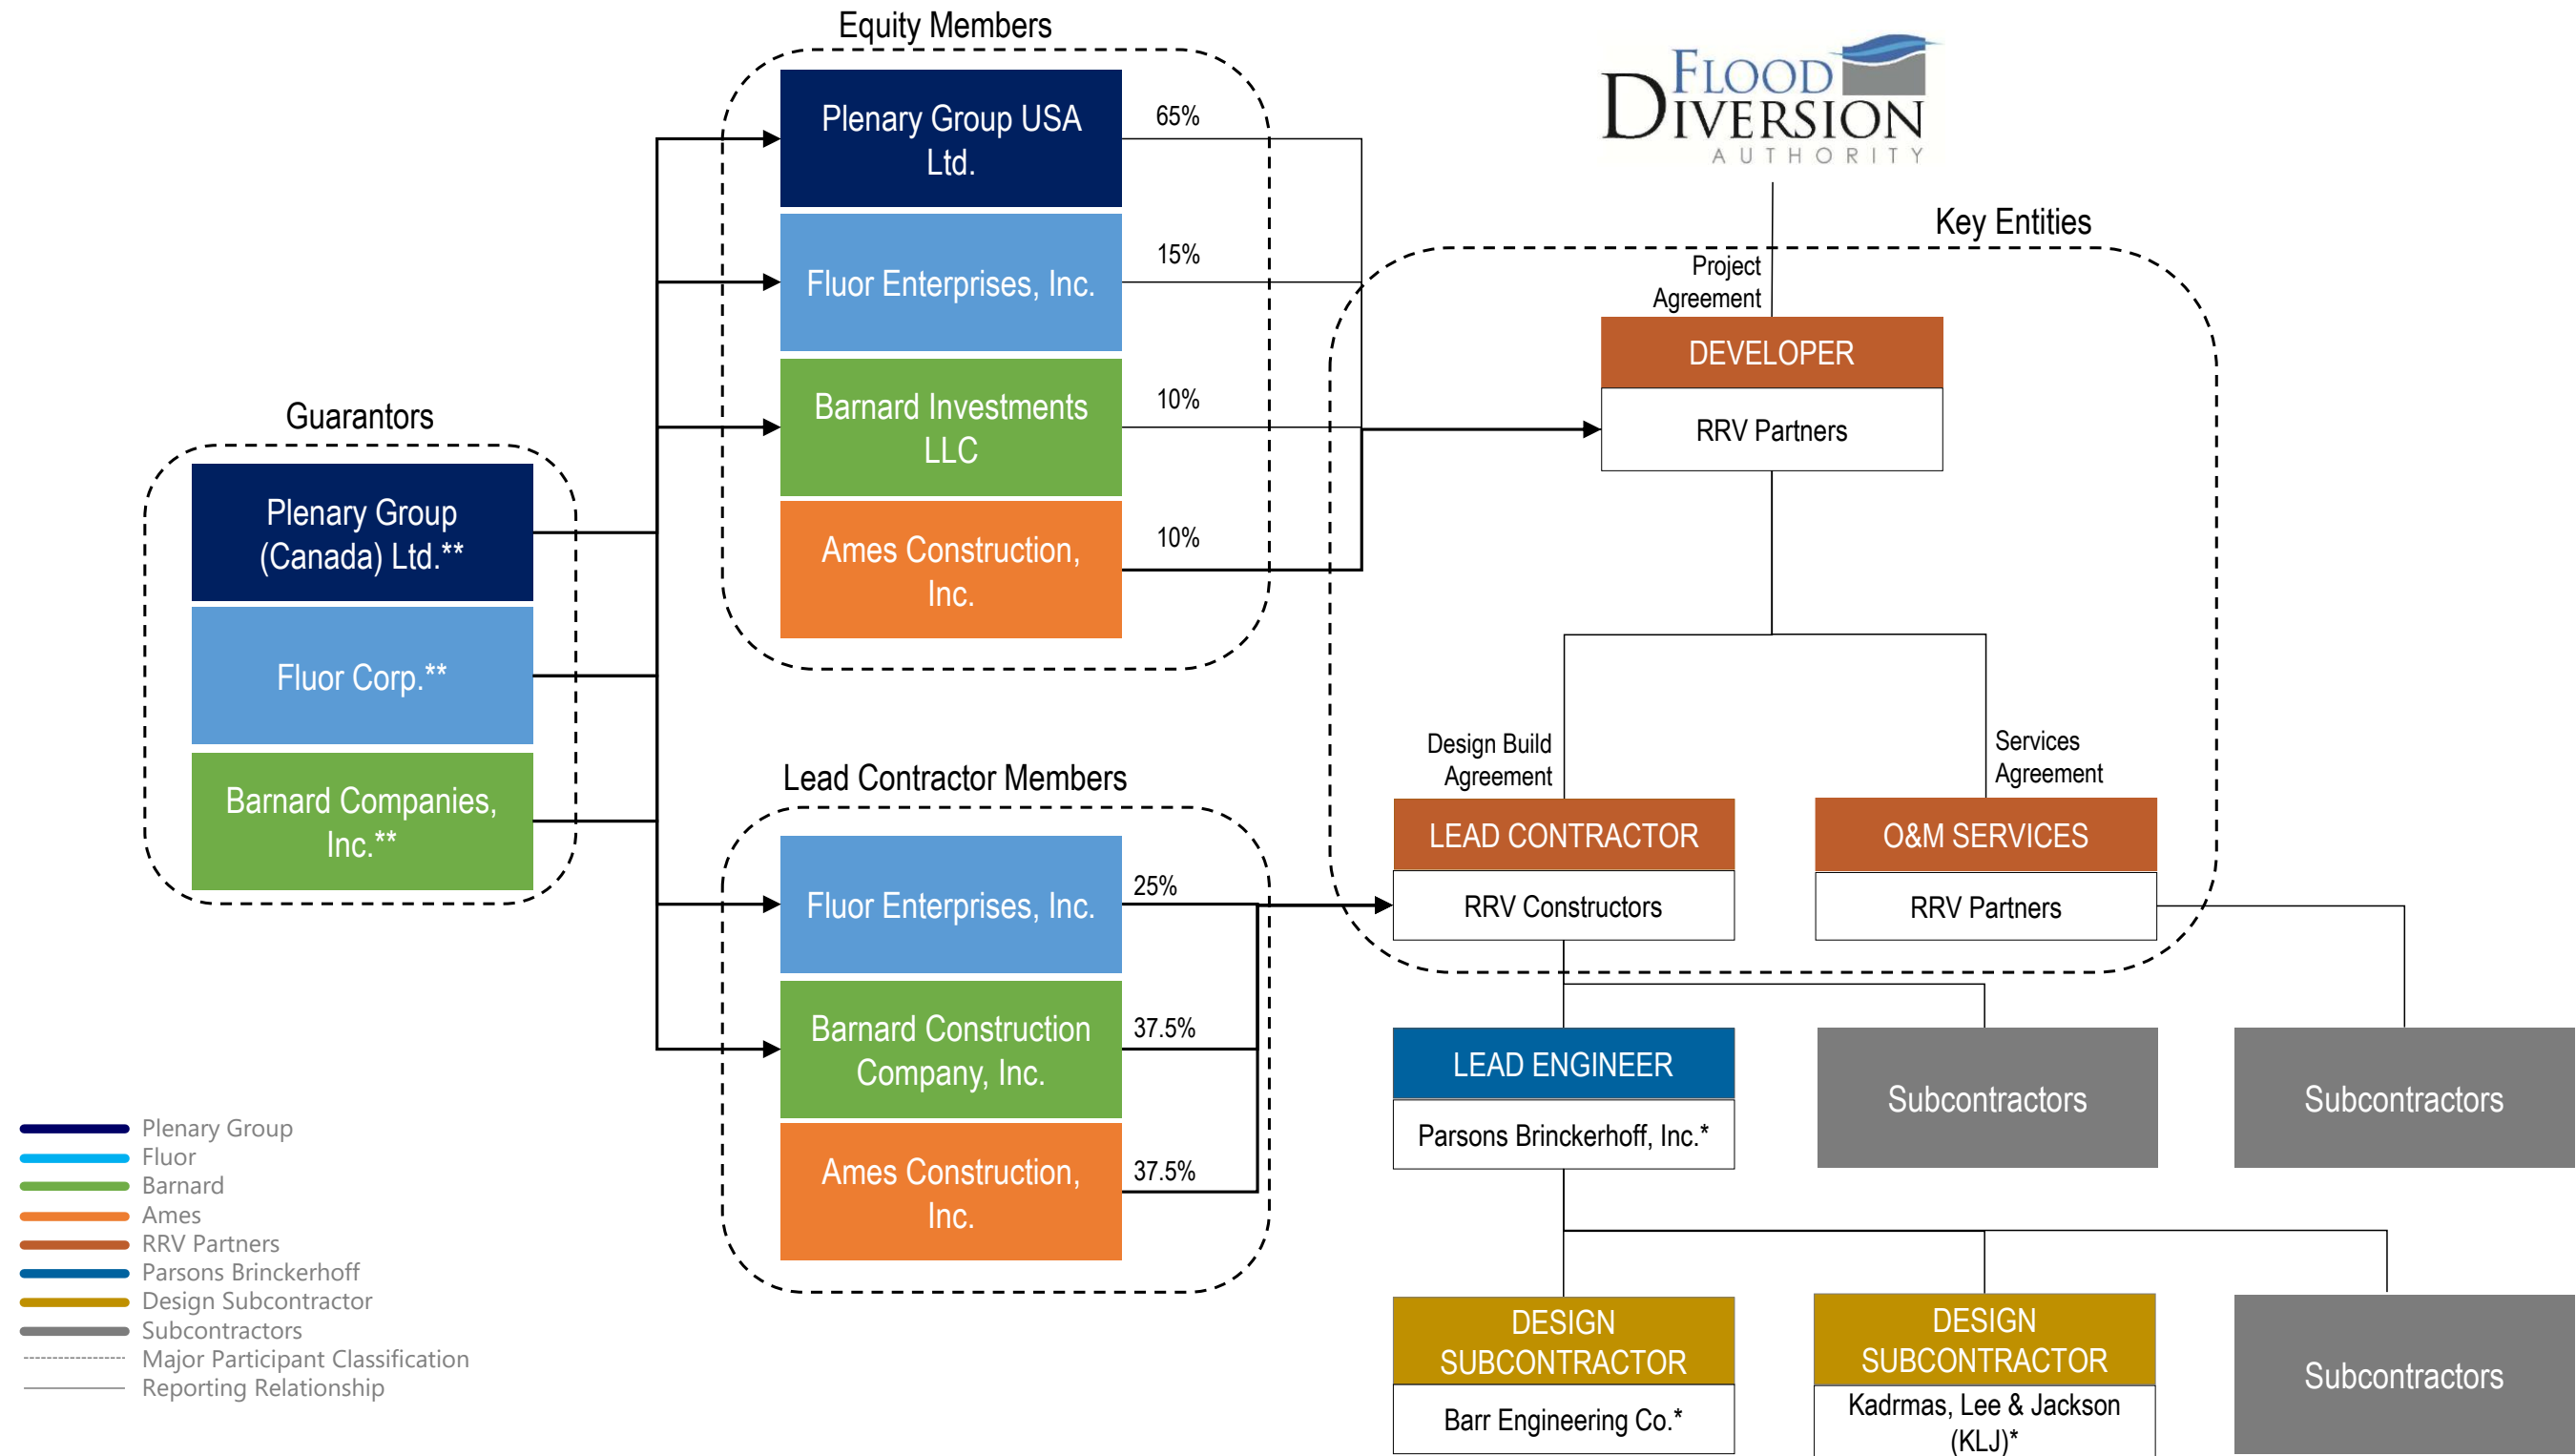 Equity Members
Plenary Group USA
Ltd.
65%
Fluor Enterprises, Inc.
15%
Barnard Investments
LLC
10%
Ames Construction,
Inc.
10%
FLOOD
DIVERSION
AUTHORITY
Key Entities
Project
Agreement
DEVELOPER
RRV Partners
Guarantors
Plenary Group
(Canada) Ltd.**
Fluor Corp.**
Barnard Companies,
Inc.**
Lead Contractor Members
Fluor Enterprises, Inc.
25%
Barnard Construction
Company, Inc.
37.5%
Ames Construction,
Inc.
37.5%
Design Build
Agreement
Services
Agreement
LEAD CONTRACTOR
RRV Constructors
O&M SERVICES
RRV Partners
LEAD ENGINEER
Parsons Brinckerhoff, Inc.*
Subcontractors
Subcontractors
DESIGN
SUBCONTRACTOR
Barr Engineering Co.*
DESIGN
SUBCONTRACTOR
Kadrmas, Lee & Jackson
(KLJ)*
Subcontractors
Plenary Group
Fluor
Barnard
Ames
RRV Partners
Parsons Brinckerhoff
Design Subcontractor
Subcontractors
Major Participant Classification
Reporting Relationship